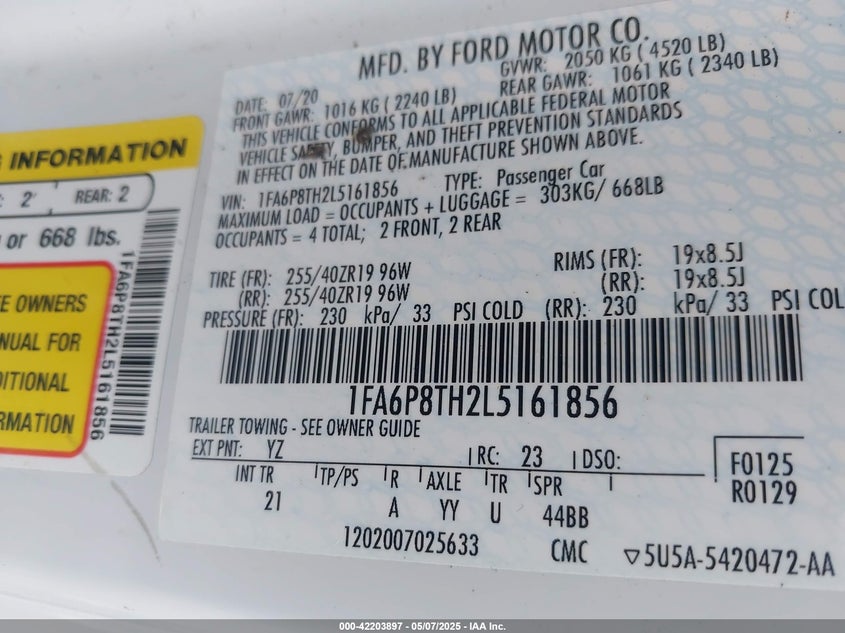 MFD. BY FORD MOTOR CO.
DATE: 07/20
GVWR: 2050 KG ( 4520 LB)
FRONT GAWR: 1016 KG ( 2240 LB)
REAR GAWR: 1061 KG ( 2340 LB)
THIS VEHICLE CONFORMS TO ALL APPLICABLE FEDERAL MOTOR
VEHICLE SAFETY, BUMPER, AND THEFT PREVENTION STANDARDS
IN EFFECT ON THE DATE OF MANUFACTURE SHOWN ABOVE.
VIN: 1FA6P8TH2L5161856 TYPE: Passenger Car
MAXIMUM LOAD = OCCUPANTS + LUGGAGE = 303KG/ 668LB
OCCUPANTS = 4 TOTAL; 2 FRONT, 2 REAR
TIRE (FR): 255/40ZR19 96W RIMS (FR): 19x8.5J
(RR): 255/40ZR19 96W (RR): 19x8.5J
PRESSURE (FR): 230 kPa/ 33 PSI COLD (RR): 230 kPa/ 33 PSI COL
1FA6P8TH2L5161856
TRAILER TOWING - SEE OWNER GUIDE
EXT PNT: YZ RC: 23 DSO: F0125
INT TR TP/PS R AXLE TR SPR R0129
21 A YY U 44BB
1202007025633 CMC ▽5U5A-5420472-AA
INFORMATION
: 2 REAR: 2
or 668 lbs.
OWNERS
NUAL FOR
DITIONAL
RMATION
1FA6P8TH2L5161856
000-42203897 - 05/07/2025 - IAA Inc.